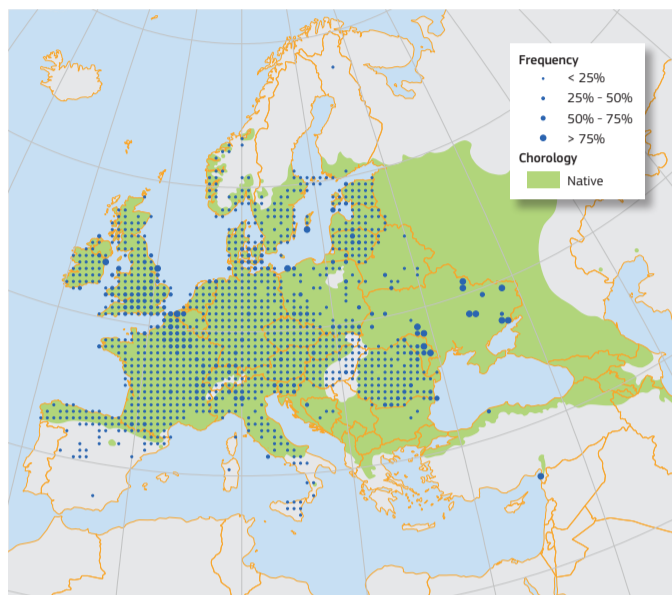 Frequency
< 25%
25% - 50%
50% - 75%
> 75%
Chorology
Native